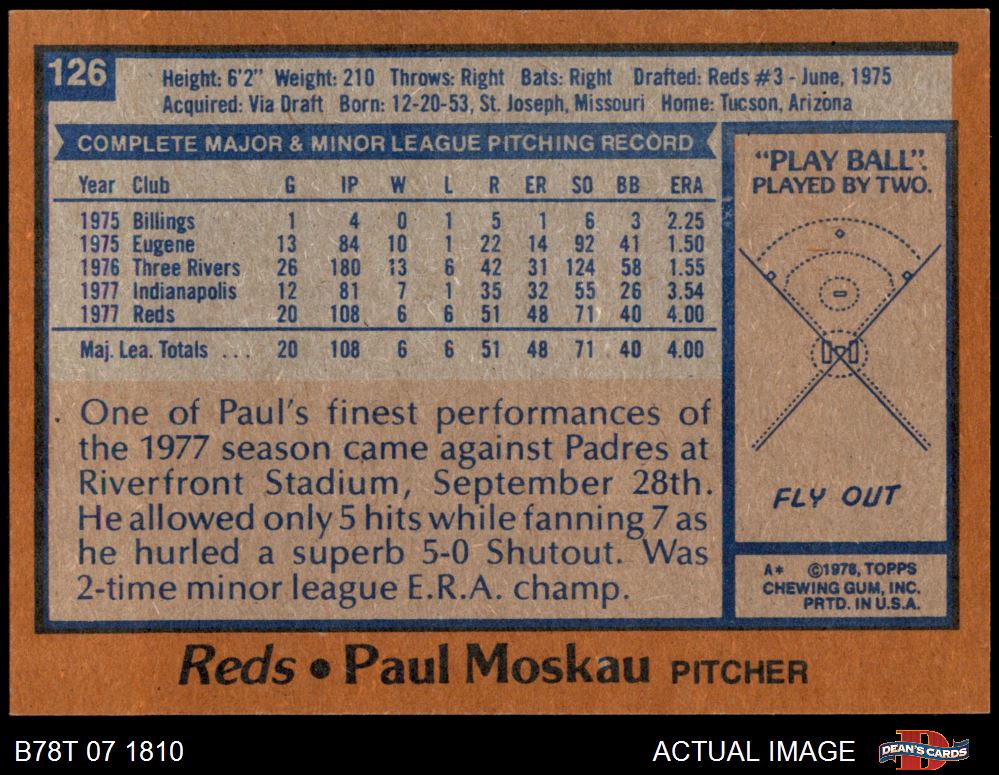 126
Height: 6'2" Weight: 210 Throws: Right Bats: Right Drafted: Reds #3 - June, 1975
Acquired: Via Draft Born: 12-20-53, St. Joseph, Missouri Home: Tucson, Arizona
COMPLETE MAJOR & MINOR LEAGUE PITCHING RECORD
Year Club G IP W L R ER SO BB ERA
1975 Billings 1 4 0 1 5 1 6 3 2.25
1975 Eugene 13 84 10 1 22 14 92 41 1.50
1976 Three Rivers 26 180 13 6 42 31 124 58 1.55
1977 Indianapolis 12 81 7 1 35 32 55 26 3.54
1977 Reds 20 108 6 6 51 48 71 40 4.00
Maj. Lea. Totals ... 20 108 6 6 51 48 71 40 4.00
One of Paul's finest performances of
the 1977 season came against Padres at
Riverfront Stadium, September 28th.
He allowed only 5 hits while fanning 7 as
he hurled a superb 5-0 Shutout. Was
2-time minor league E.R.A. champ.
"PLAY BALL".
PLAYED BY TWO.
FLY OUT
A* ©1978, TOPPS
CHEWING GUM, INC.
PRTD. IN U.S.A.
Reds • Paul Moskau PITCHER
B78T 07 1810
ACTUAL IMAGE
DEAN'S CARDS